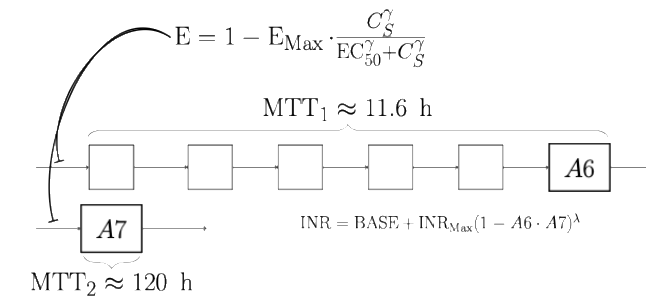 E = 1 − E_Max · C_S^γ / (EC_50^γ + C_S^γ)
MTT_1 ≈ 11.6 h
A6
A7
INR = BASE + INR_Max(1 − A6 · A7)^λ
MTT_2 ≈ 120 h